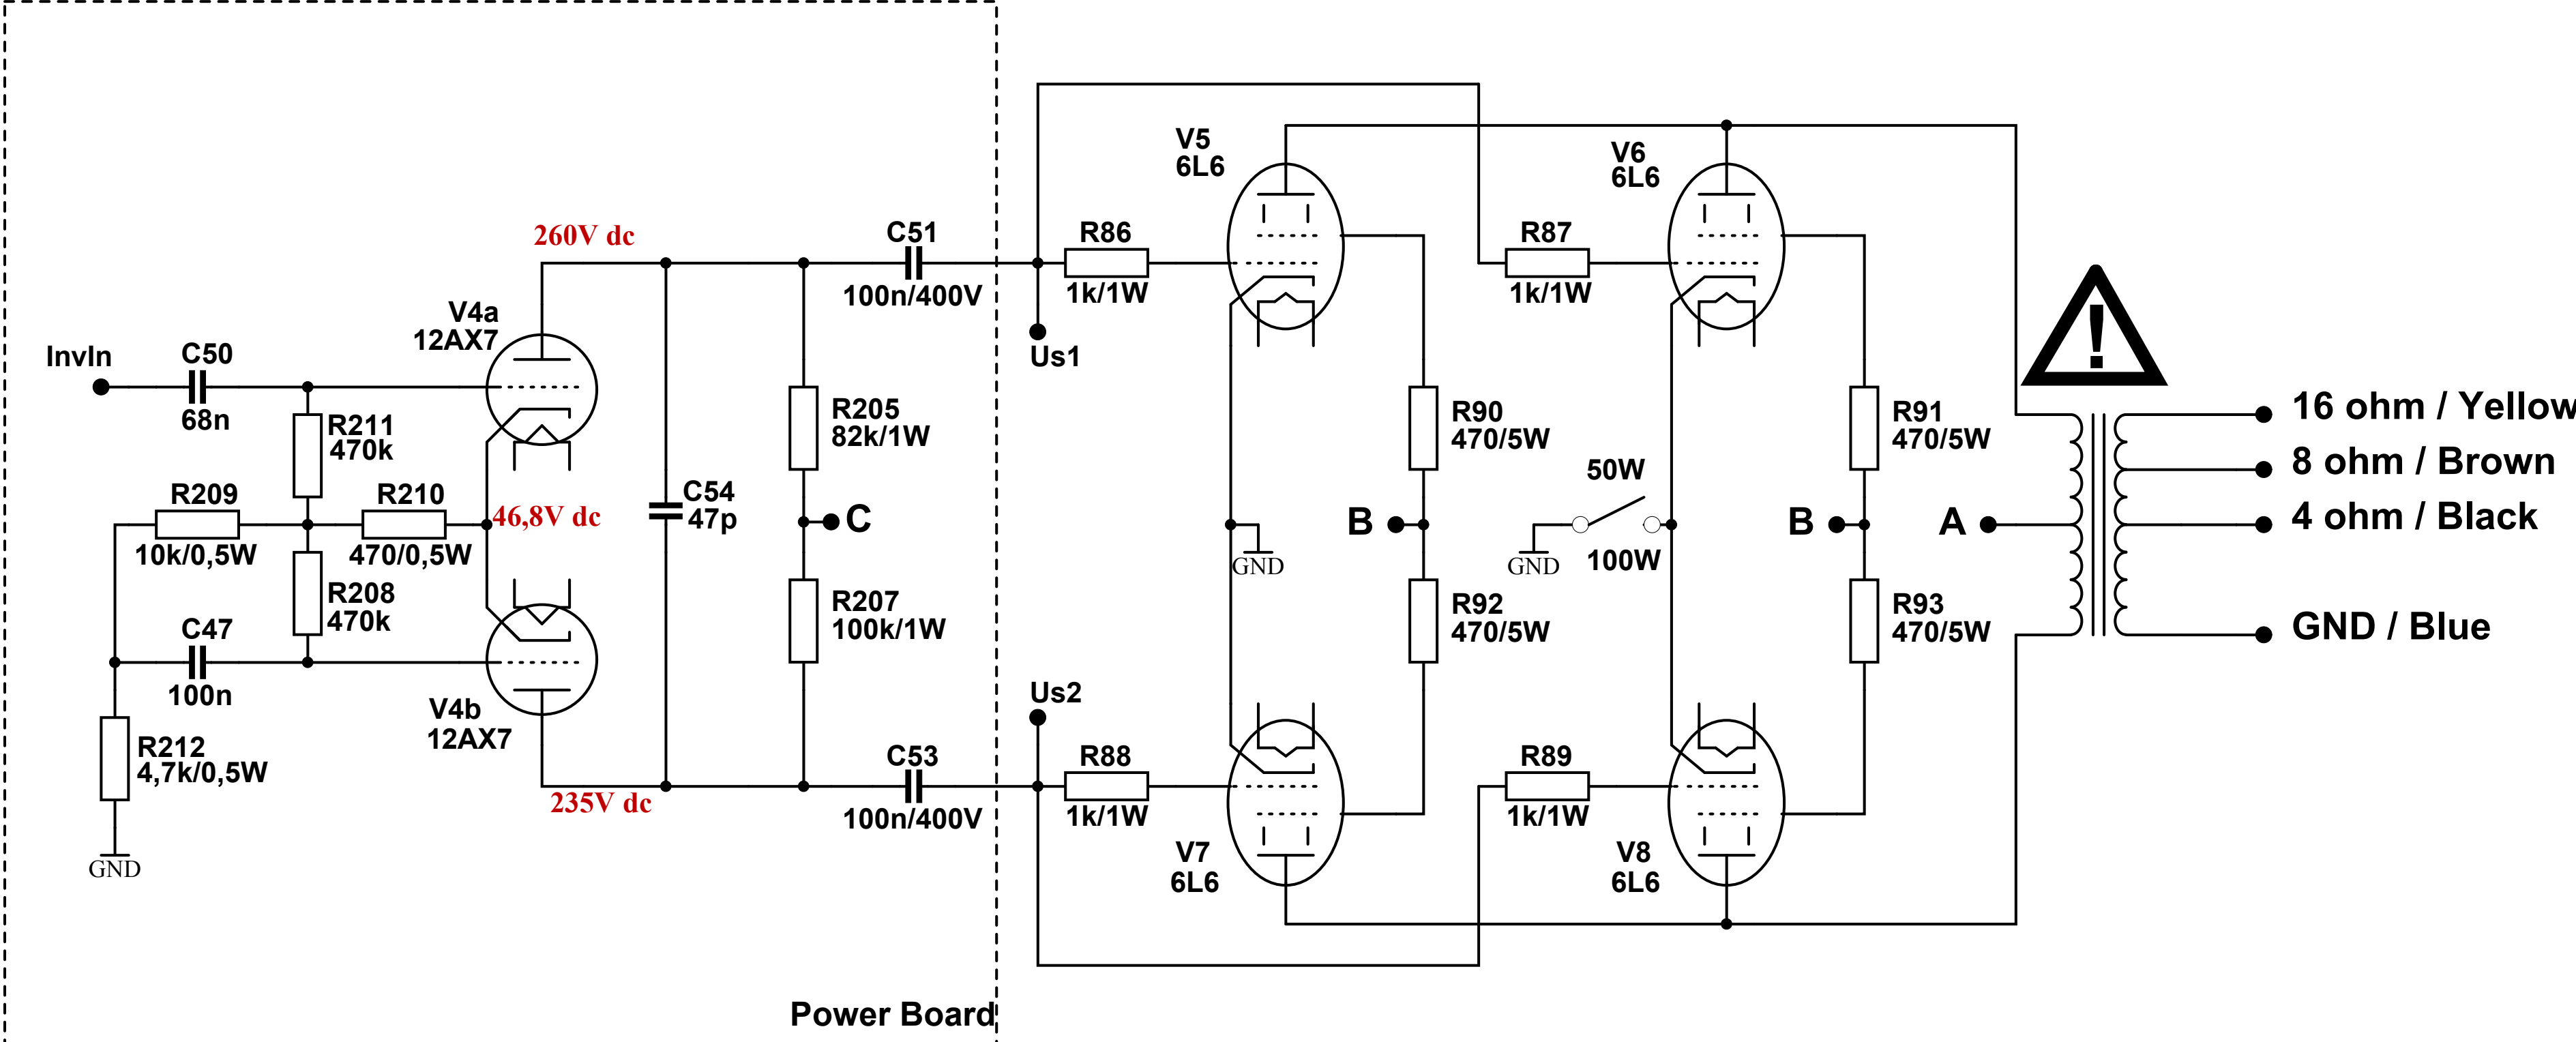 V5
6L6
V6
6L6
260V dc
C51
100n/400V
R86
1k/1W
R87
1k/1W
V4a
12AX7
InvIn
C50
68n
Us1
R211
470k
R205
82k/1W
R90
470/5W
R91
470/5W
16 ohm / Yellow
8 ohm / Brown
4 ohm / Black
GND / Blue
!
50W
100W
R209
10k/0,5W
R210
470/0,5W
46,8V dc
C54
47p
C
B
B
A
GND
GND
R208
470k
R207
100k/1W
R92
470/5W
R93
470/5W
C47
100n
V4b
12AX7
Us2
R212
4,7k/0,5W
GND
235V dc
C53
100n/400V
R88
1k/1W
R89
1k/1W
V7
6L6
V8
6L6
Power Board